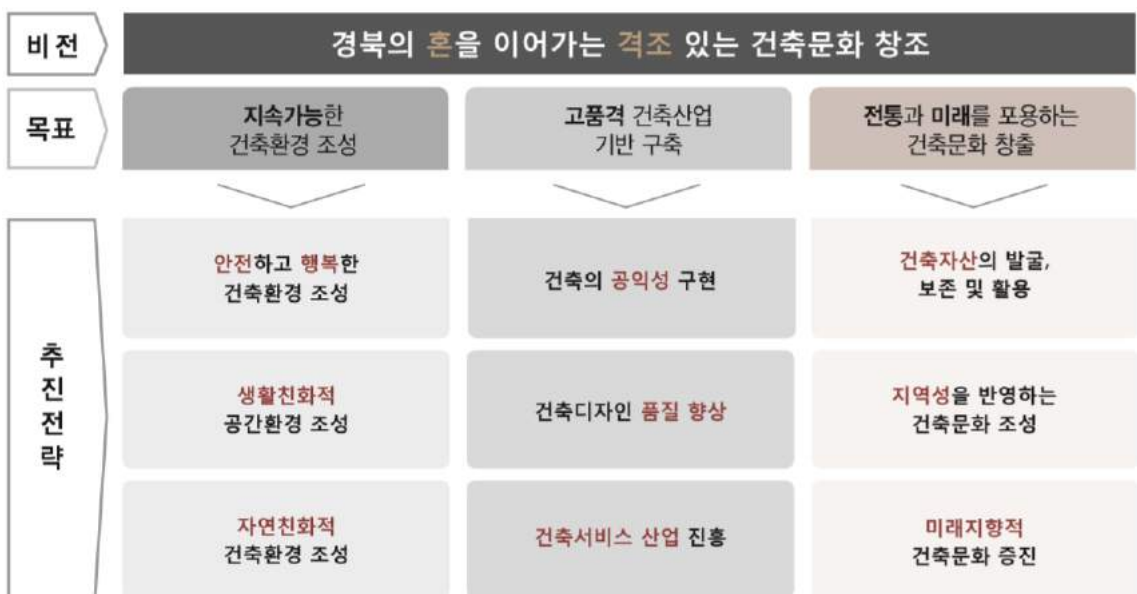 비전
경북의 혼을 이어가는 격조 있는 건축문화 창조
목표
지속가능한
건축환경 조성
고품격 건축산업
기반 구축
전통과 미래를 포용하는
건축문화 창출
추진전략
안전하고 행복한
건축환경 조성
건축의 공익성 구현
건축자산의 발굴,
보존 및 활용
생활친화적
공간환경 조성
건축디자인 품질 향상
지역성을 반영하는
건축문화 조성
자연친화적
건축환경 조성
건축서비스 산업 진흥
미래지향적
건축문화 증진